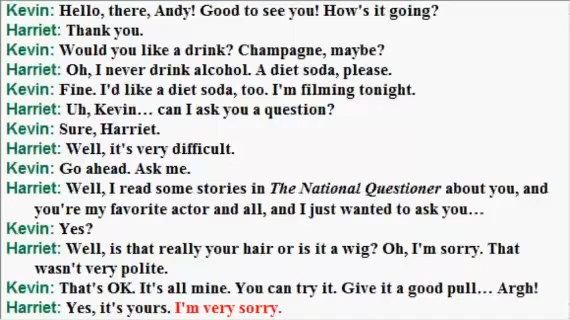 Kevin: Hello, there, Andy! Good to see you! How's it going?
Harriet: Thank you.
Kevin: Would you like a drink? Champagne, maybe?
Harriet: Oh, I never drink alcohol. A diet soda, please.
Kevin: Fine. I'd like a diet soda, too. I'm filming tonight.
Harriet: Uh, Kevin… can I ask you a question?
Kevin: Sure, Harriet.
Harriet: Well, it's very difficult.
Kevin: Go ahead. Ask me.
Harriet: Well, I read some stories in The National Questioner about you, and
you're my favorite actor and all, and I just wanted to ask you…
Kevin: Yes?
Harriet: Well, is that really your hair or is it a wig? Oh, I'm sorry. That
wasn't very polite.
Kevin: That's OK. It's all mine. You can try it. Give it a good pull… Argh!
Harriet: Yes, it's yours. I'm very sorry.